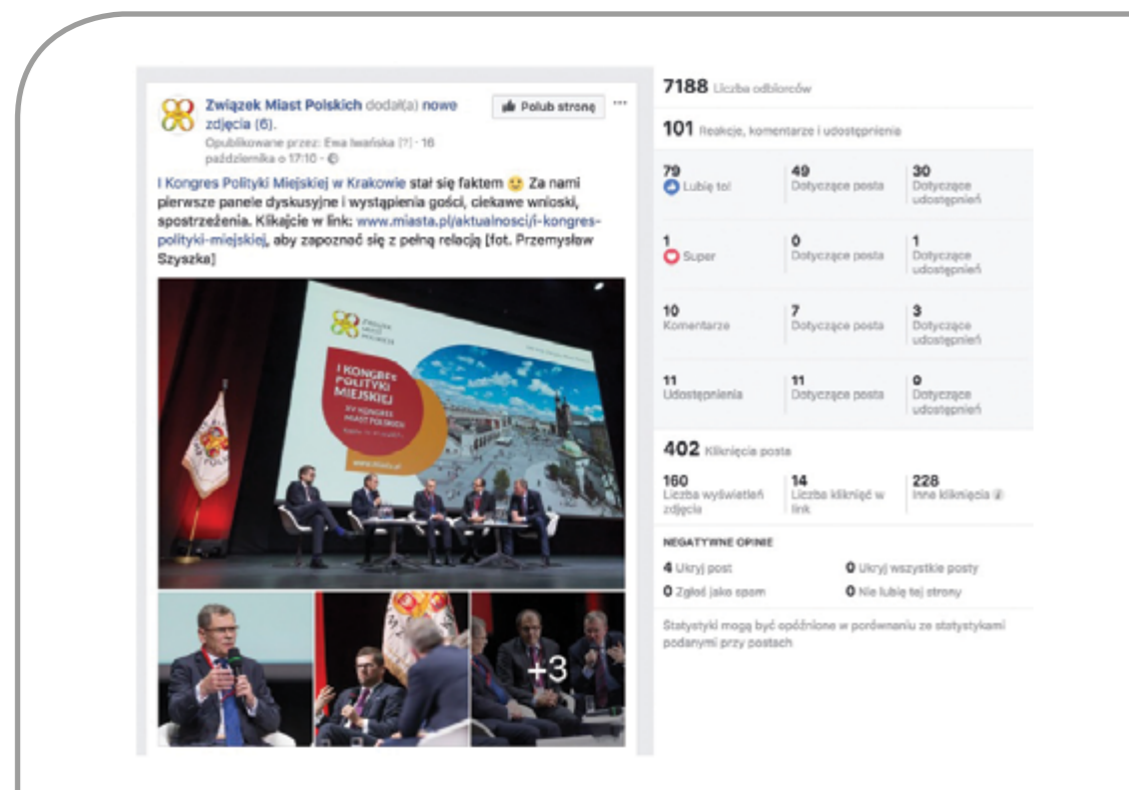 Związek Miast Polskich dodał(a) nowe
zdjęcia (6).
Polub stronę
Opublikowane przez: Ewa Iwańska [?] · 16
października o 17:10 ·
I Kongres Polityki Miejskiej w Krakowie stał się faktem 🙂 Za nami
pierwsze panele dyskusyjne i wystąpienia gości, ciekawe wnioski,
spostrzeżenia. Klikajcie w link: www.miasta.pl/aktualnosci/i-kongres-
polityki-miejskiej, aby zapoznać się z pełną relacją [fot. Przemysław
Szyszka]
ZWIĄZEK
MIAST
POLSKICH
I KONGRES
POLITYKI
MIEJSKIEJ
XV KONGRES
MIAST POLSKICH
+3
7188 Liczba odbiorców
101 Reakcje, komentarze i udostępnienia
79
Lubię to!
49
Dotyczące posta
30
Dotyczące
udostępnień
1
Super
0
Dotyczące posta
1
Dotyczące
udostępnień
10
Komentarze
7
Dotyczące posta
3
Dotyczące
udostępnień
11
Udostępnienia
11
Dotyczące posta
0
Dotyczące
udostępnień
402 Kliknięcia posta
160
Liczba wyświetleń
zdjęcia
14
Liczba kliknięć w
link
228
Inne kliknięcia
NEGATYWNE OPINIE
4 Ukryj post
0 Ukryj wszystkie posty
0 Zgłoś jako spam
0 Nie lubię tej strony
Statystyki mogą być opóźnione w porównaniu ze statystykami
podanymi przy postach